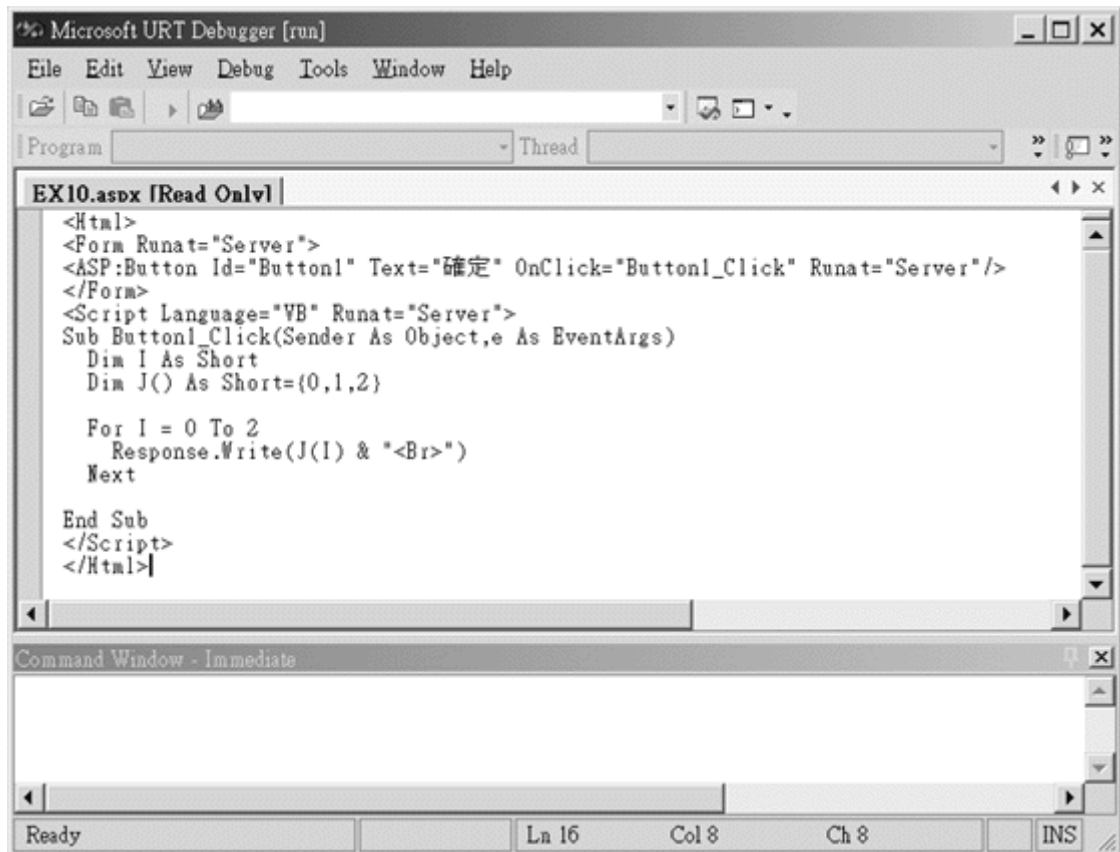 Microsoft URT Debugger [run]
File Edit View Debug Tools Window Help
Program Thread
EX10.aspx [Read Only]
<Html>
<Form Runat="Server">
<ASP:Button Id="Button1" Text="確定" OnClick="Button1_Click" Runat="Server"/>
</Form>
<Script Language="VB" Runat="Server">
Sub Button1_Click(Sender As Object,e As EventArgs)
Dim I As Short
Dim J() As Short={0,1,2}
For I = 0 To 2
Response.Write(J(I) & "<Br>")
Next
End Sub
</Script>
</Html>
Command Window - Immediate
Ready Ln 16 Col 8 Ch 8 INS